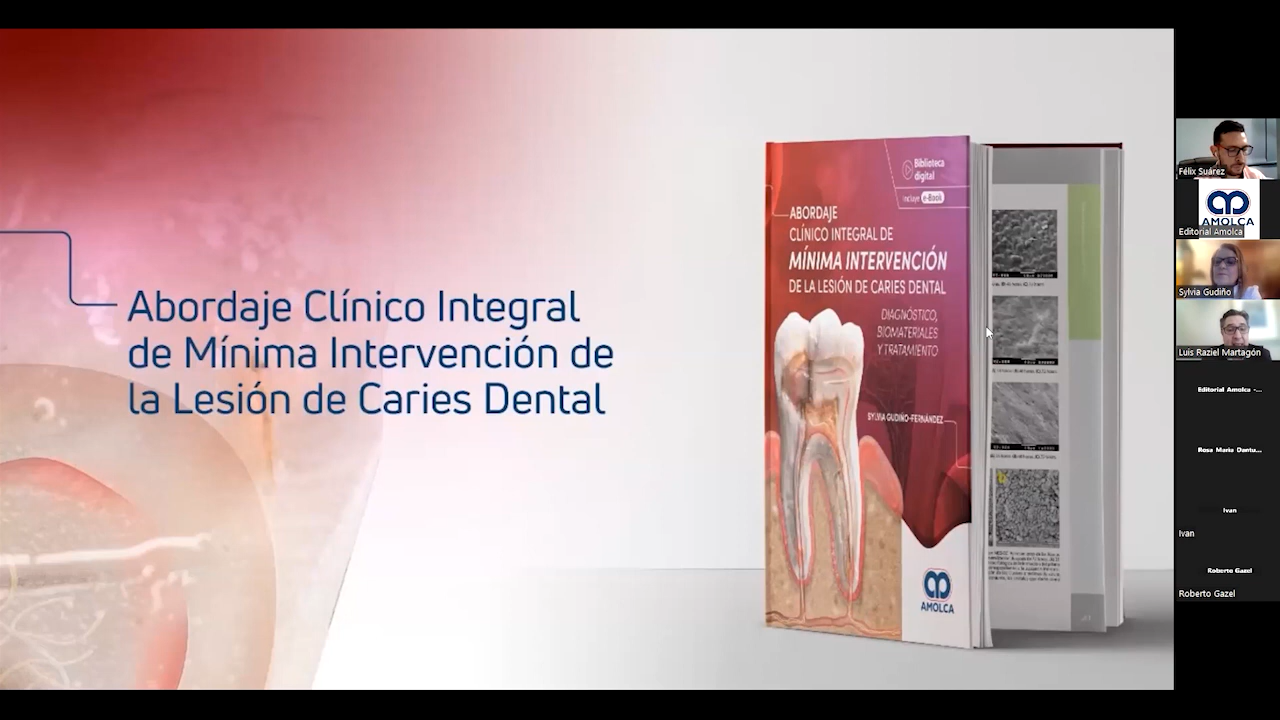 Abordaje Clínico Integral
de Mínima Intervención de
la Lesión de Caries Dental
Biblioteca
digital
incluye e-Book
ABORDAJE
CLÍNICO INTEGRAL DE
MÍNIMA INTERVENCIÓN
DE LA LESIÓN DE CARIES DENTAL
DIAGNÓSTICO,
BIOMATERIALES
Y TRATAMIENTO
SYLVIA GUDIÑO-FERNÁNDEZ
AMOLCA
Félix Suárez
AMOLCA
Editorial Amolca
Sylvia Gudiño
Luis Raziel Martagón
Editorial Amolca -...
Rosa Maria Dantu...
Ivan
Ivan
Roberto Gazel
Roberto Gazel